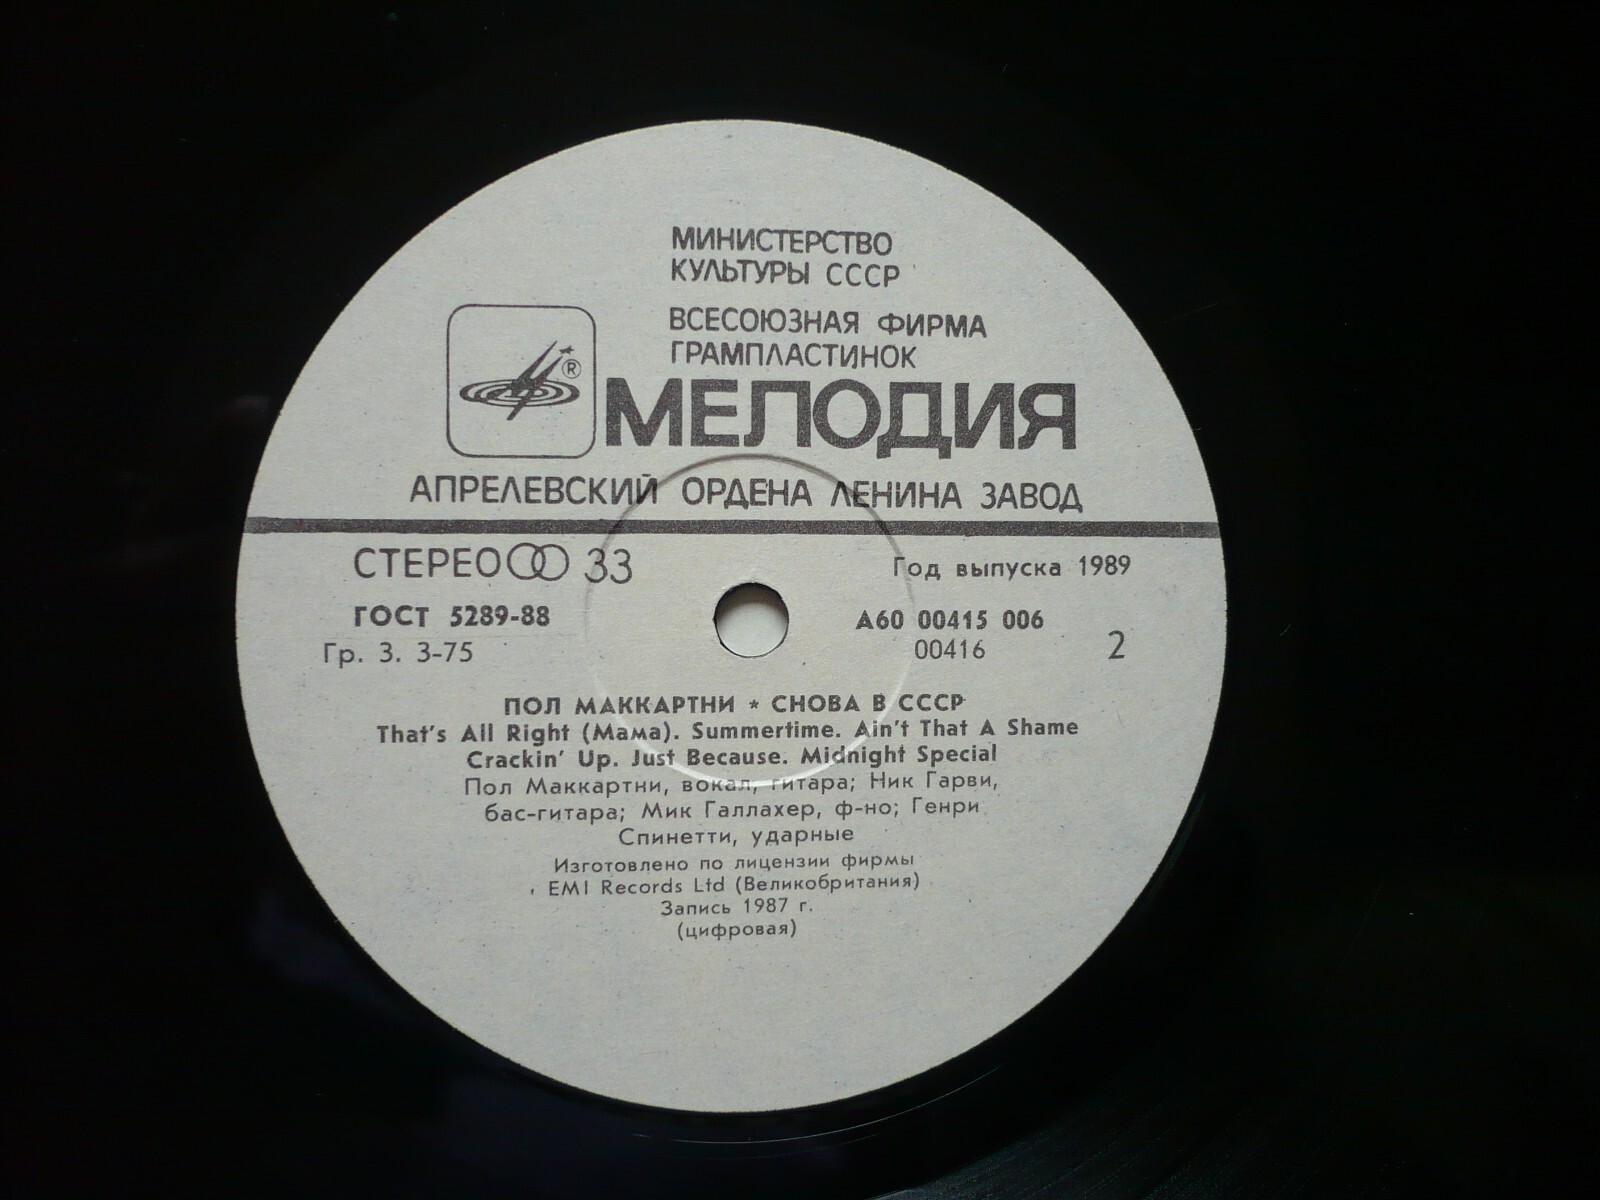 МИНИСТЕРСТВО
КУЛЬТУРЫ СССР
ВСЕСОЮЗНАЯ ФИРМА
ГРАМПЛАСТИНОК
®
МЕЛОДИЯ
АПРЕЛЕВСКИЙ ОРДЕНА ЛЕНИНА ЗАВОД
СТЕРЕО 33
Год выпуска 1989
ГОСТ 5289-88
А60 00415 006
Гр. 3. 3-75
00416
2
ПОЛ МАККАРТНИ * СНОВА В СССР
That's All Right (Мама). Summertime. Ain't That A Shame
Crackin' Up. Just Because. Midnight Special
Пол Маккартни, вокал, гитара; Ник Гарви,
бас-гитара; Мик Галлахер, ф-но; Генри
Спинетти, ударные
Изготовлено по лицензии фирмы
EMI Records Ltd (Великобритания)
Запись 1987 г.
(цифровая)